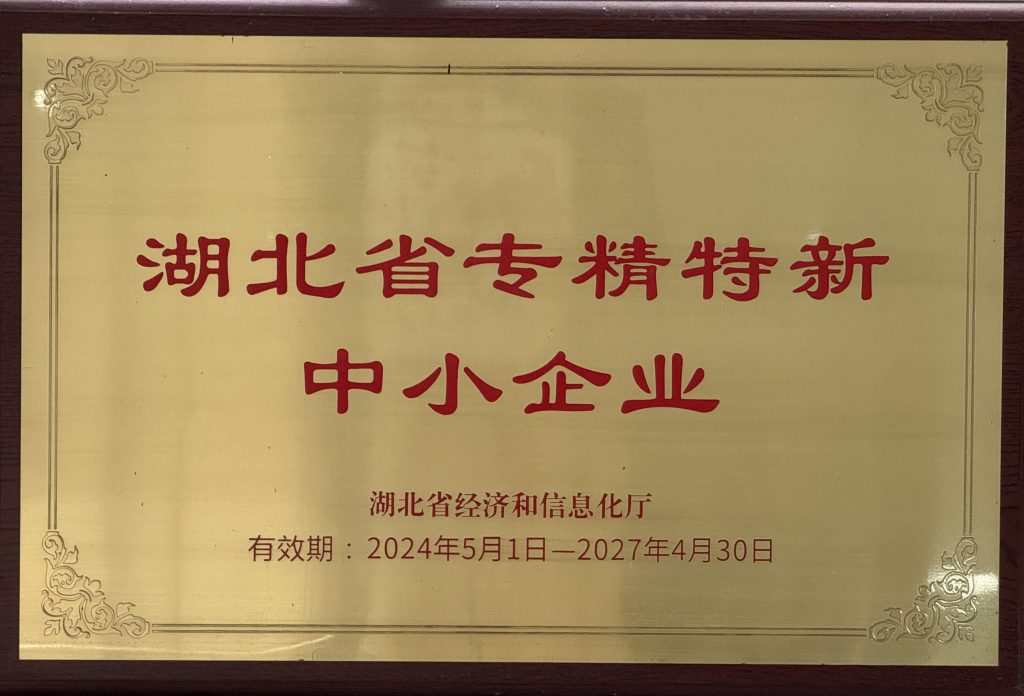 湖北省专精特新
中小企业
湖北省经济和信息化厅
有效期：2024年5月1日—2027年4月30日